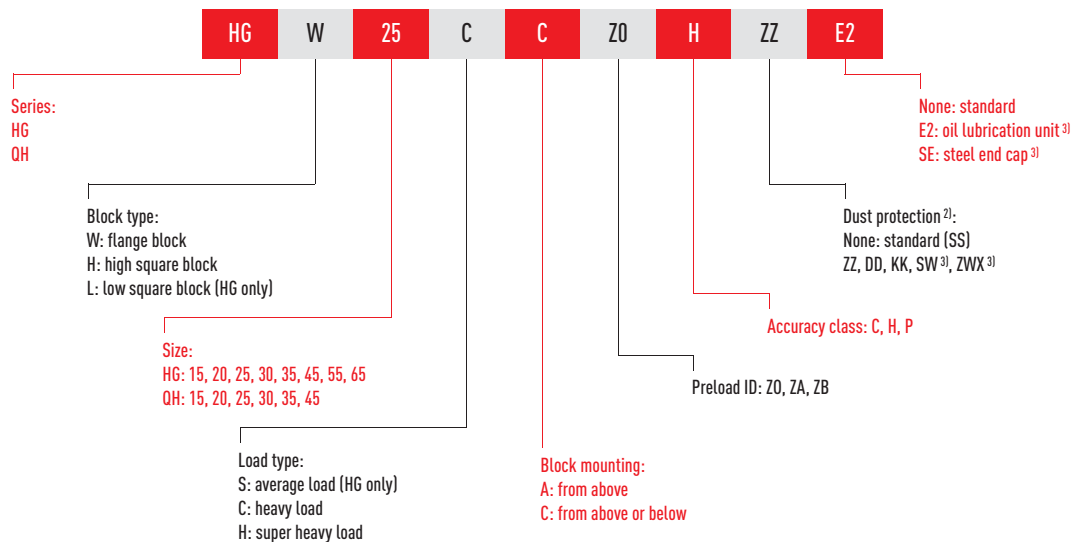 HG W 25 C C Z0 H ZZ E2
Series:
HG
QH
None: standard
E2: oil lubrication unit 3)
SE: steel end cap 3)
Block type:
W: flange block
H: high square block
L: low square block (HG only)
Dust protection 2):
None: standard (SS)
ZZ, DD, KK, SW 3), ZWX 3)
Size:
HG: 15, 20, 25, 30, 35, 45, 55, 65
QH: 15, 20, 25, 30, 35, 45
Accuracy class: C, H, P
Preload ID: Z0, ZA, ZB
Load type:
S: average load (HG only)
C: heavy load
H: super heavy load
Block mounting:
A: from above
C: from above or below